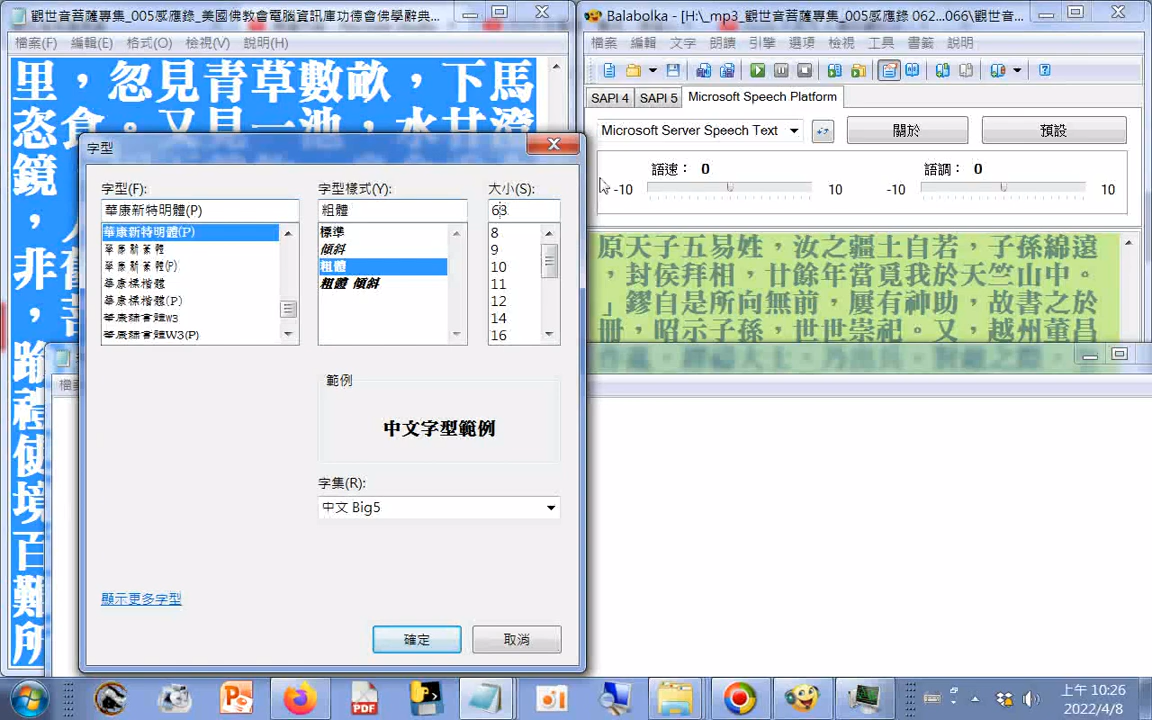 觀世音菩薩專集_005感應錄_美國佛教會電腦資訊庫功德會佛學辭典...
檔案(F) 編輯(E) 格式(O) 檢視(V) 說明(H)
里，忽見青草數畝，下馬
恣食。又見一池，水甘澄
鏡
，
非
，
使
境
百
難
所
字型
字型(F):
華康新特明體(P)
華康新特明體(P)
華康新篆體
華康新篆體(P)
華康標楷體
華康標楷體(P)
華康隸書體W3
華康隸書體W3(P)
字型樣式(Y):
粗體
標準
傾斜
粗體
粗體 傾斜
大小(S):
63
8
9
10
11
12
14
16
範例
中文字型範例
字集(R):
中文 Big5
顯示更多字型
確定 取消
Balabolka - [H:\_mp3_觀世音菩薩專集_005感應錄 062...066\觀世音...
檔案 編輯 文字 朗讀 引擎 選項 檢視 工具 書籤 說明
SAPI 4 SAPI 5 Microsoft Speech Platform
Microsoft Server Speech Text 關於 預設
語速： 0 語調： 0
-10 10 -10 10
原天子五易姓，汝之疆土自若，子孫綿遠
，封侯拜相，廿餘年當覓我於天竺山中。
」鏐自是所向無前，屢有神助，故書之於
冊，昭示子孫，世世崇祀。又，越州董昌
上午 10:26
2022/4/8